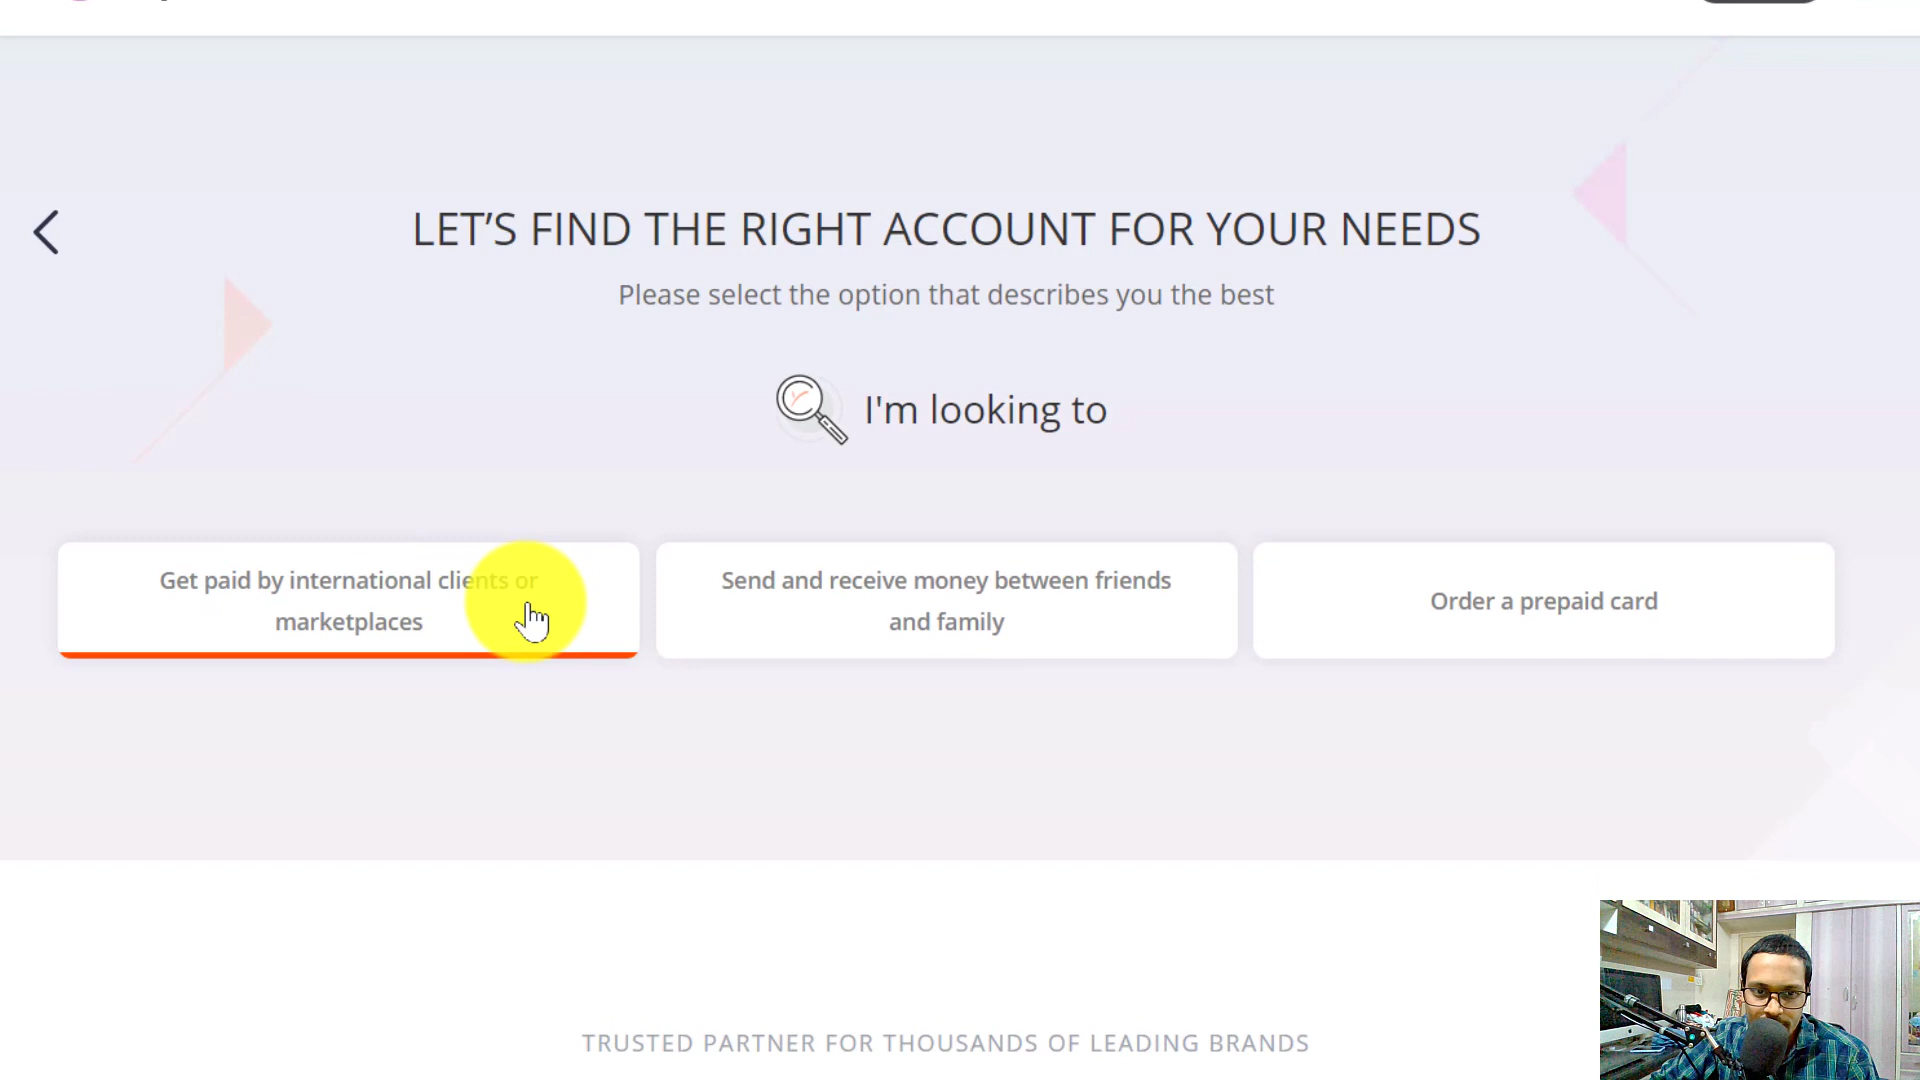 LET’S FIND THE RIGHT ACCOUNT FOR YOUR NEEDS
Please select the option that describes you the best
I'm looking to
Get paid by international clients or
marketplaces
Send and receive money between friends
and family
Order a prepaid card
TRUSTED PARTNER FOR THOUSANDS OF LEADING BRANDS